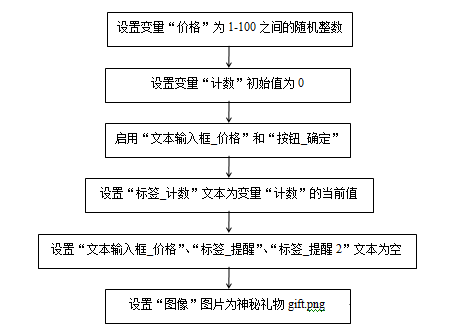 设置变量“价格”为 1-100 之间的随机整数
设置变量“计数”初始值为 0
启用“文本输入框_价格”和“按钮_确定”
设置“标签_计数”文本为变量“计数”的当前值
设置“文本输入框_价格”、“标签_提醒”、“标签_提醒 2”文本为空
设置“图像”图片为神秘礼物 gift.png